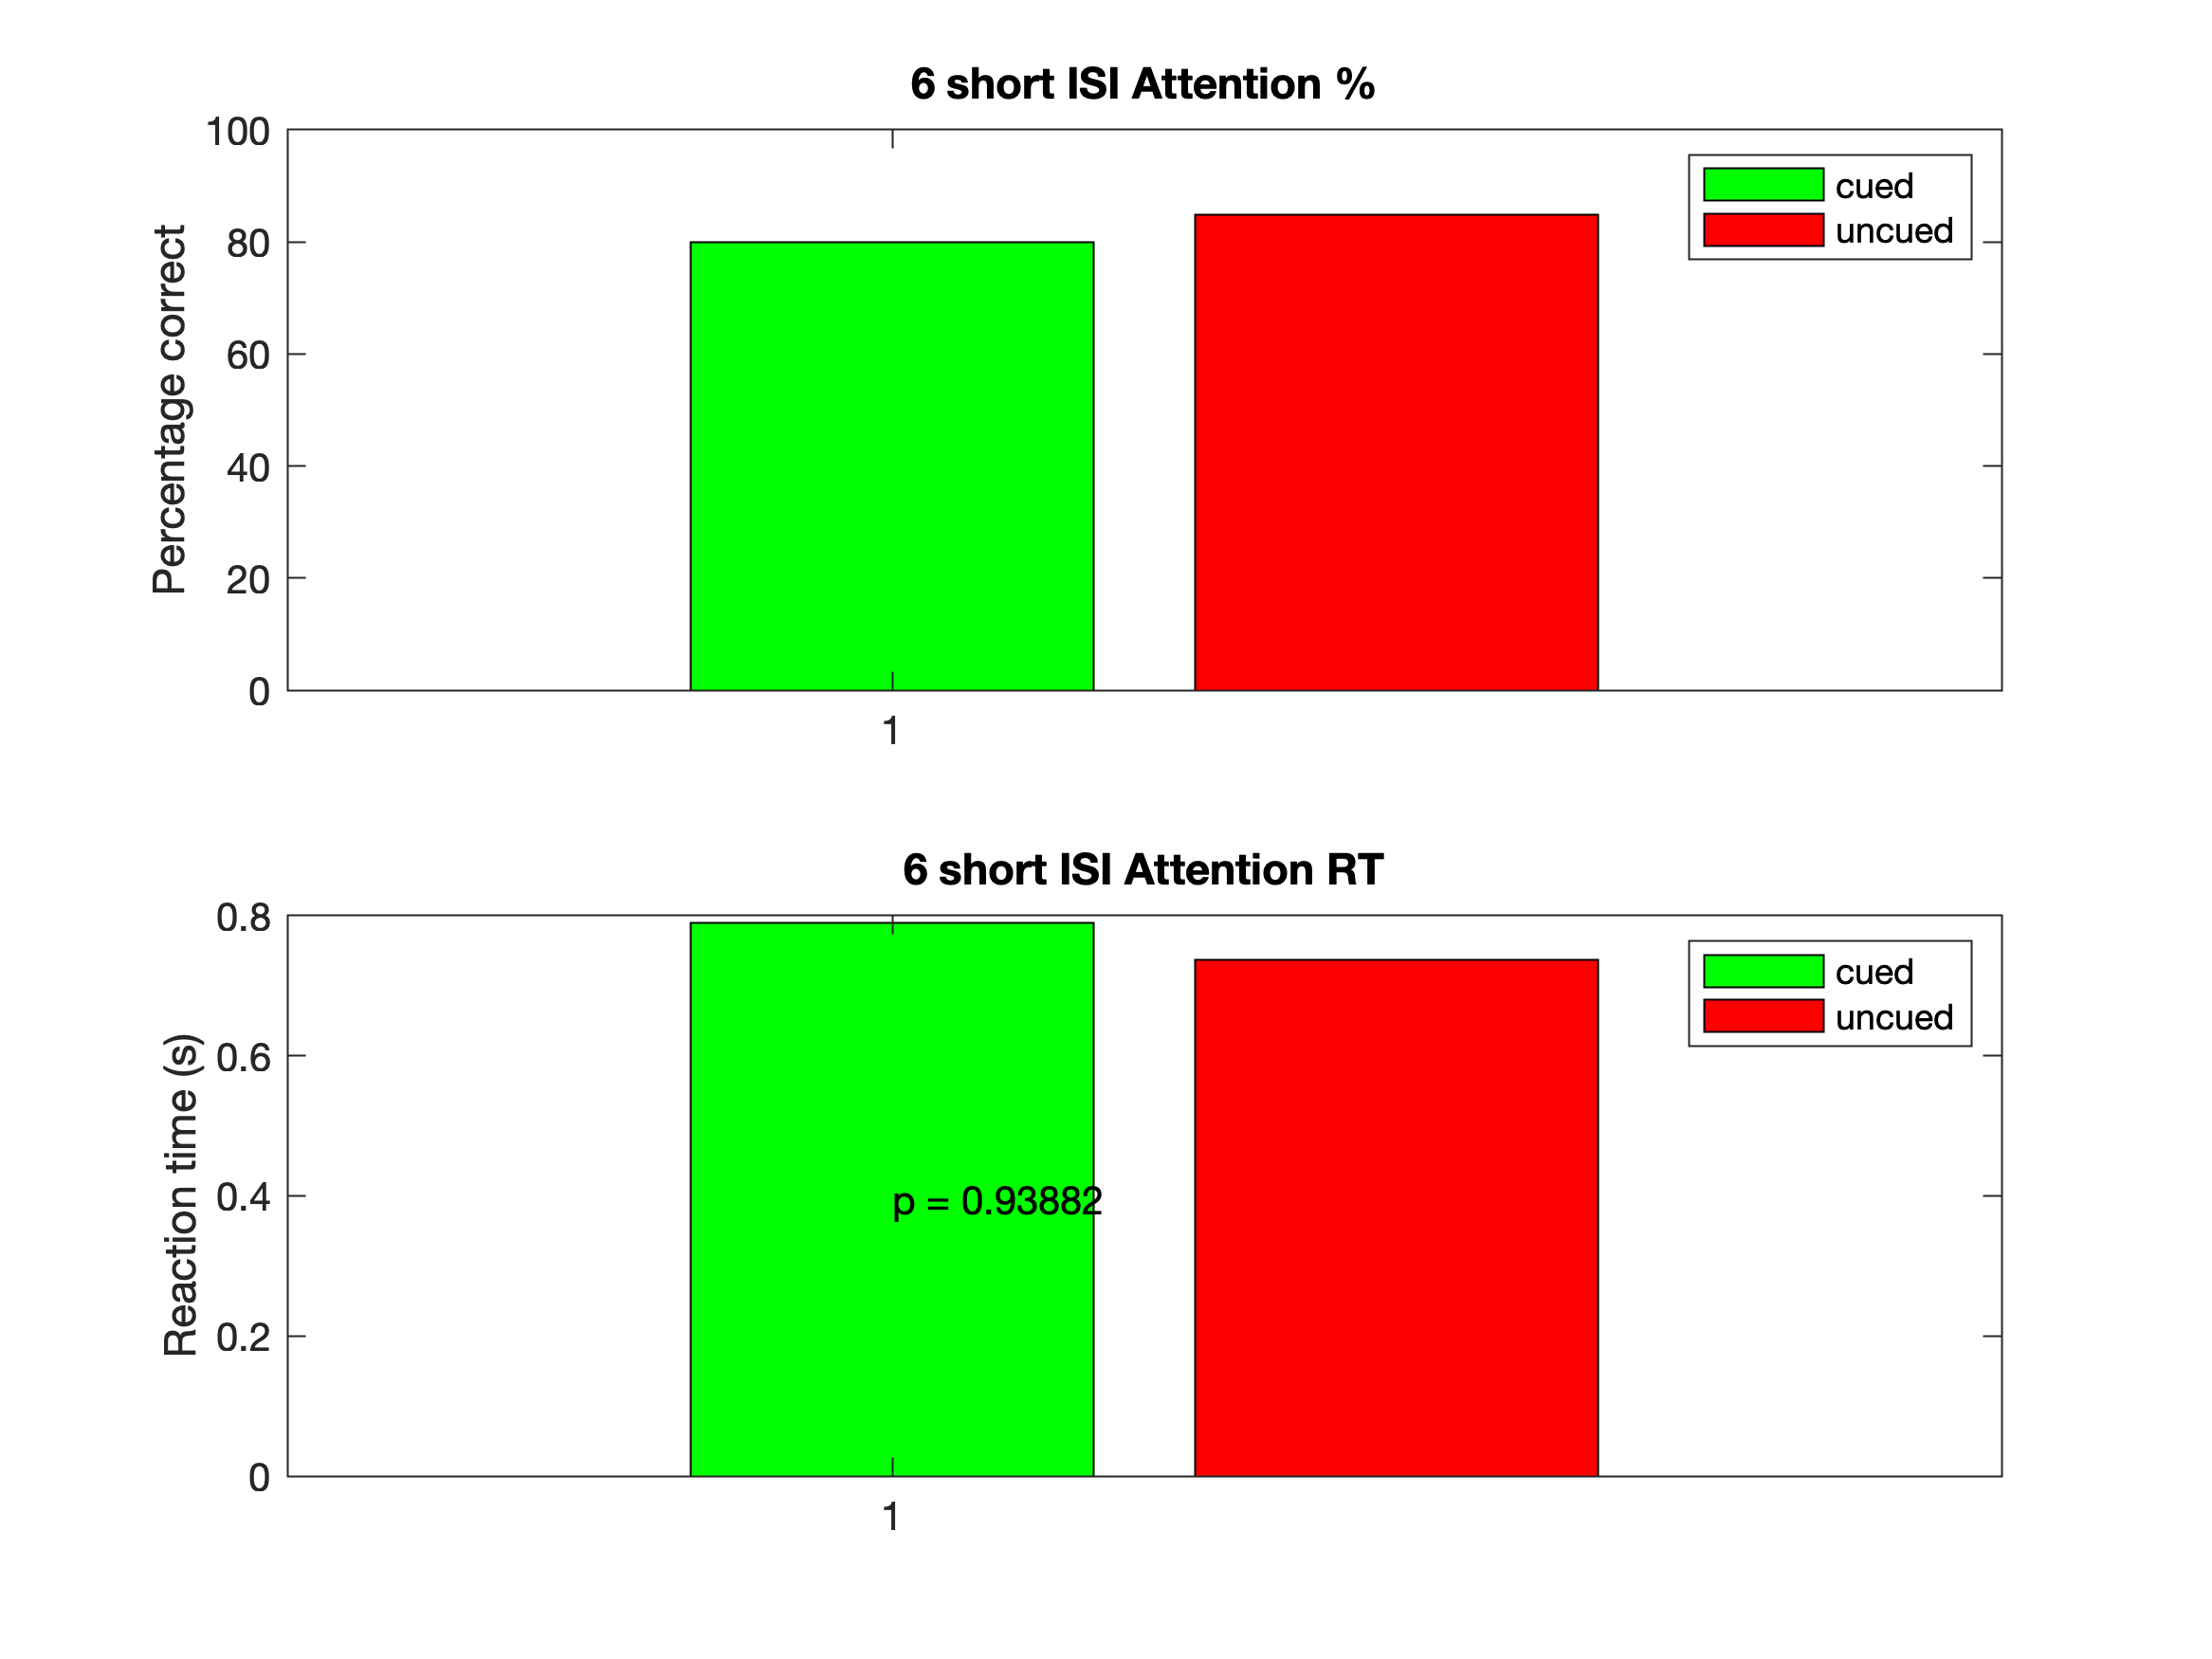 6 short ISI Attention %
Percentage correct
100
80
60
40
20
0
1
cued
uncued
6 short ISI Attention RT
Reaction time (s)
0.8
0.6
0.4
0.2
0
1
p = 0.93882
cued
uncued